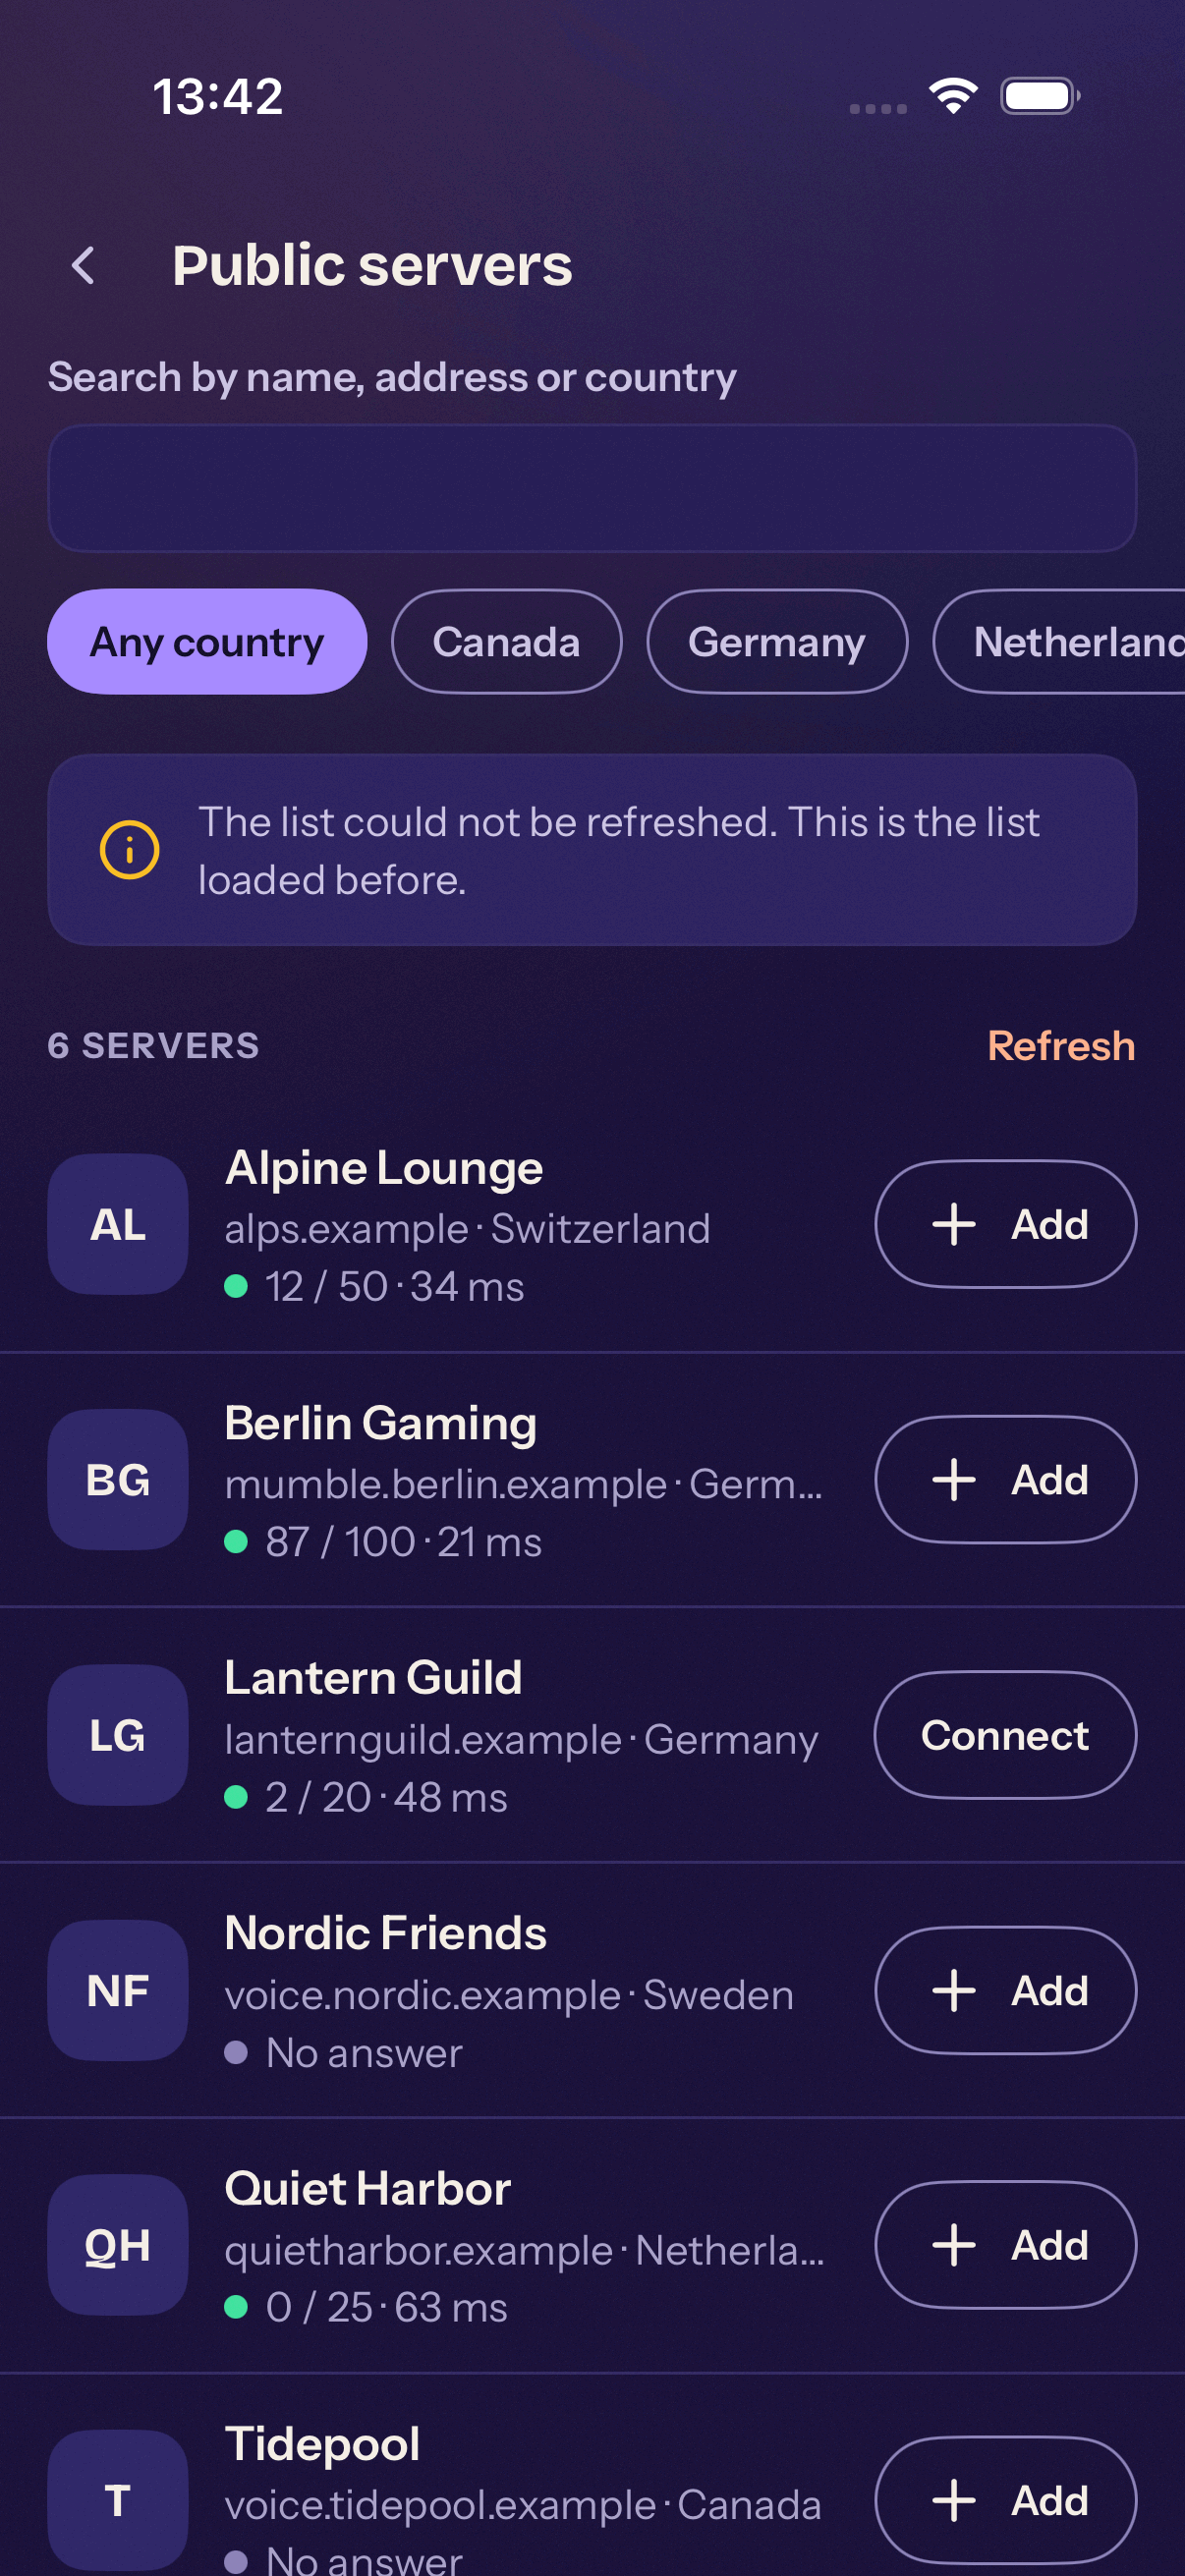 13:42
Public servers
Search by name, address or country
Any country
Canada
Germany
Netherland
The list could not be refreshed. This is the list
loaded before.
6 SERVERS
Refresh
AL
Alpine Lounge
alps.example · Switzerland
12 / 50 · 34 ms
Add
BG
Berlin Gaming
mumble.berlin.example · Germ...
87 / 100 · 21 ms
Add
LG
Lantern Guild
lanternguild.example · Germany
2 / 20 · 48 ms
Connect
NF
Nordic Friends
voice.nordic.example · Sweden
No answer
Add
QH
Quiet Harbor
quietharbor.example · Netherla...
0 / 25 · 63 ms
Add
T
Tidepool
voice.tidepool.example · Canada
No answer
Add